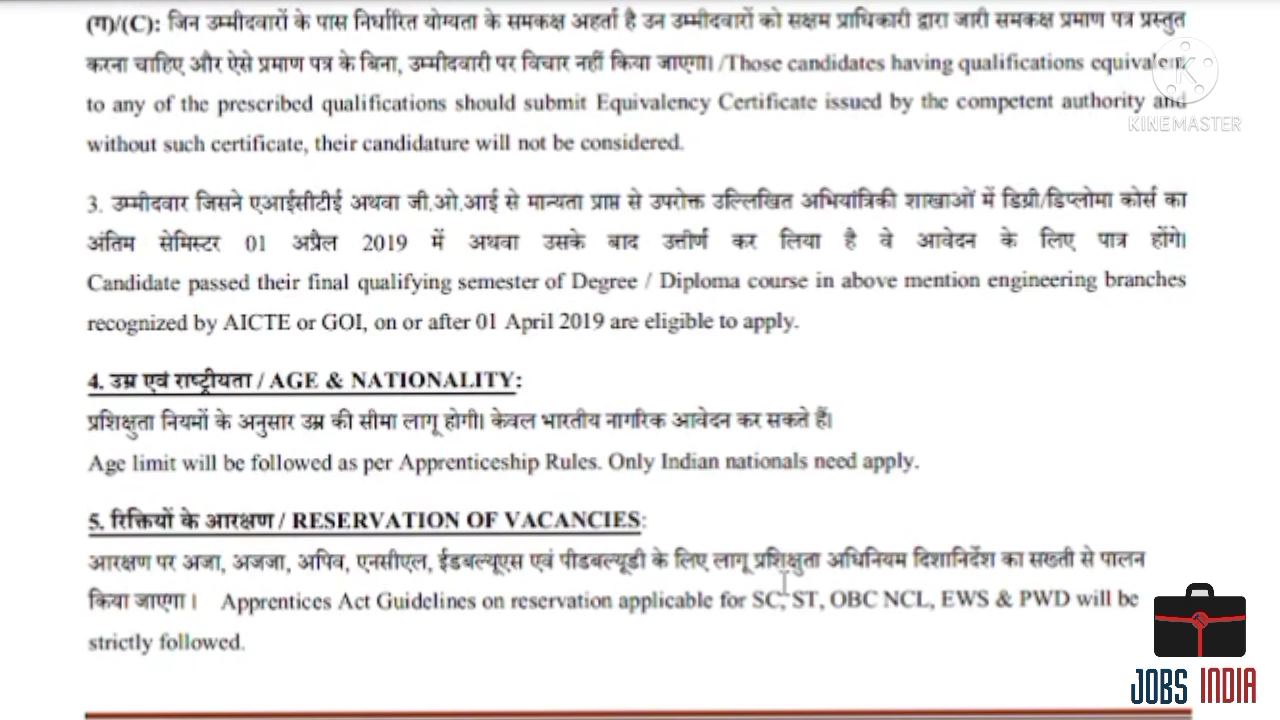 (ग)/(C): जिन उम्मीदवारों के पास निर्धारित योग्यता के समकक्ष अहर्ता है उन उम्मीदवारों को सक्षम प्राधिकारी द्वारा जारी समकक्ष प्रमाण पत्र प्रस्तुत
करना चाहिए और ऐसे प्रमाण पत्र के बिना, उम्मीदवारी पर विचार नहीं किया जाएगा। /Those candidates having qualifications equivalent
to any of the prescribed qualifications should submit Equivalency Certificate issued by the competent authority and
without such certificate, their candidature will not be considered.
K
KINEMASTER
3. उम्मीदवार जिसने एआईसीटीई अथवा जी.ओ.आई से मान्यता प्राप्त से उपरोक्त उल्लिखित अभियांत्रिकी शाखाओं में डिग्री/डिप्लोमा कोर्स का
अंतिम सेमिस्टर 01 अप्रैल 2019 में अथवा उसके बाद उत्तीर्ण कर लिया है वे आवेदन के लिए पात्र होंगे।
Candidate passed their final qualifying semester of Degree / Diploma course in above mention engineering branches
recognized by AICTE or GOI, on or after 01 April 2019 are eligible to apply.
4. उम्र एवं राष्ट्रीयता / AGE & NATIONALITY:
प्रशिक्षुता नियमों के अनुसार उम्र की सीमा लागू होगी। केवल भारतीय नागरिक आवेदन कर सकते हैं।
Age limit will be followed as per Apprenticeship Rules. Only Indian nationals need apply.
5. रिक्तियों के आरक्षण / RESERVATION OF VACANCIES:
आरक्षण पर अजा, अजजा, अपिव, एनसीएल, ईडबल्यूएस एवं पीडबल्यूडी के लिए लागू प्रशिक्षुता अधिनियम दिशानिर्देश का सख्ती से पालन
किया जाएगा । Apprentices Act Guidelines on reservation applicable for SC, ST, OBC NCL, EWS & PWD will be
strictly followed.
JOBS INDIA